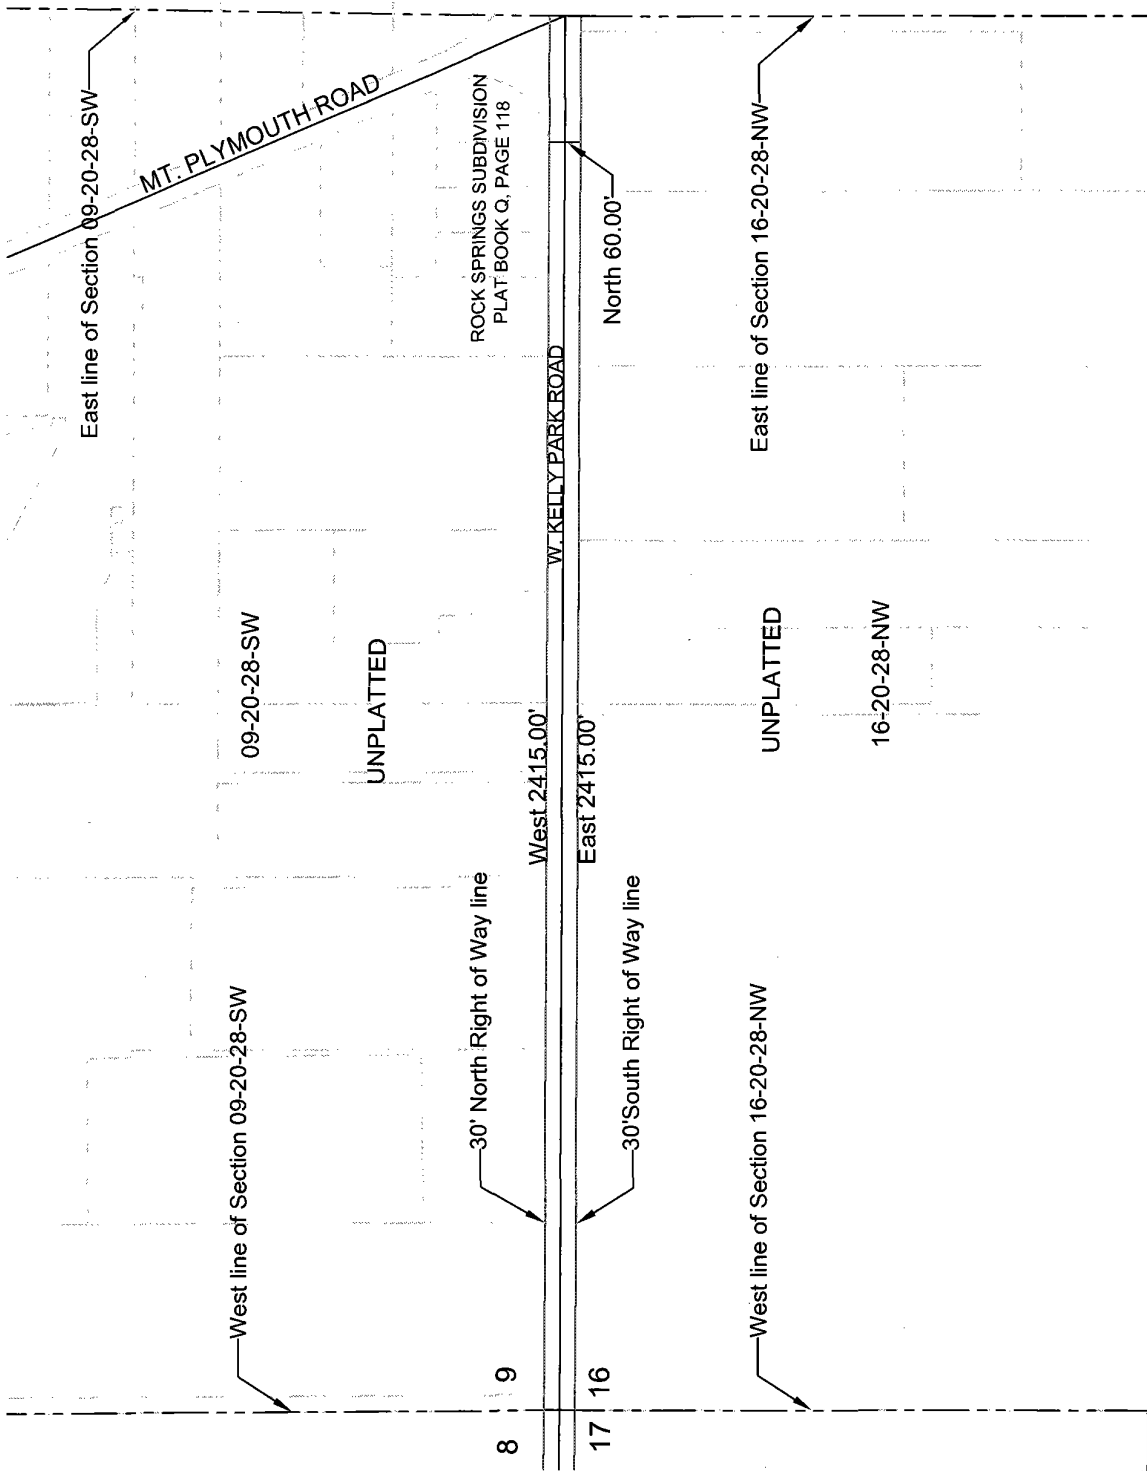 East line of Section 09-20-28-SW
MT. PLYMOUTH ROAD
ROCK SPRINGS SUBDIVISION
PLAT BOOK Q, PAGE 118
North 60.00'
East line of Section 16-20-28-NW
W. KELLY PARK ROAD
09-20-28-SW
UNPLATTED
West 2415.00'
East 2415.00'
UNPLATTED
16-20-28-NW
West line of Section 09-20-28-SW
30' North Right of Way line
30'South Right of Way line
West line of Section 16-20-28-NW
8
9
17
16